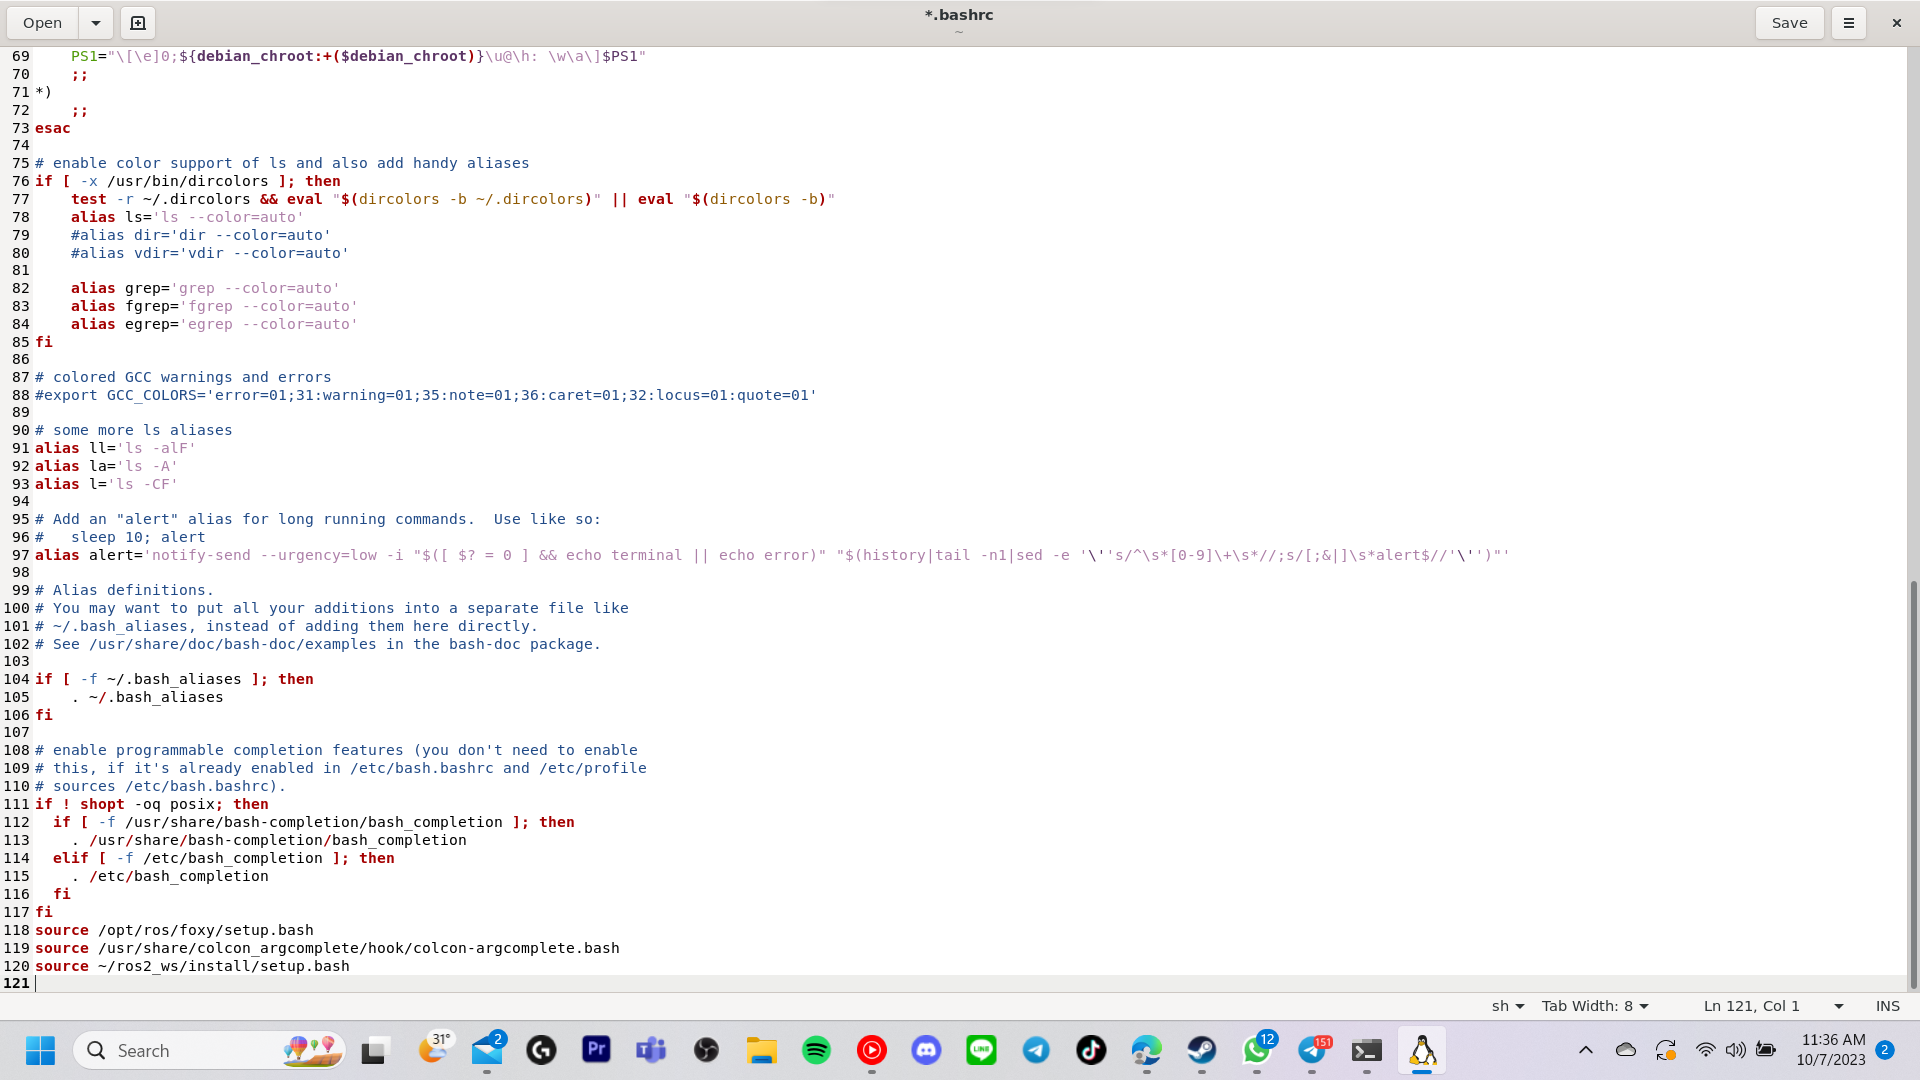 Open
*.bashrc
~
Save
69     PS1="\[\e]0;${debian_chroot:+($debian_chroot)}\u@\h: \w\a\]$PS1"
70     ;;
71 *)
72     ;;
73 esac
74
75 # enable color support of ls and also add handy aliases
76 if [ -x /usr/bin/dircolors ]; then
77     test -r ~/.dircolors && eval "$(dircolors -b ~/.dircolors)" || eval "$(dircolors -b)"
78     alias ls='ls --color=auto'
79     #alias dir='dir --color=auto'
80     #alias vdir='vdir --color=auto'
81
82     alias grep='grep --color=auto'
83     alias fgrep='fgrep --color=auto'
84     alias egrep='egrep --color=auto'
85 fi
86
87 # colored GCC warnings and errors
88 #export GCC_COLORS='error=01;31:warning=01;35:note=01;36:caret=01;32:locus=01:quote=01'
89
90 # some more ls aliases
91 alias ll='ls -alF'
92 alias la='ls -A'
93 alias l='ls -CF'
94
95 # Add an "alert" alias for long running commands.  Use like so:
96 #   sleep 10; alert
97 alias alert='notify-send --urgency=low -i "$([ $? = 0 ] && echo terminal || echo error)" "$(history|tail -n1|sed -e '\''s/^\s*[0-9]\+\s*//;s/[;&|]\s*alert$//'\'')"'
98
99 # Alias definitions.
100 # You may want to put all your additions into a separate file like
101 # ~/.bash_aliases, instead of adding them here directly.
102 # See /usr/share/doc/bash-doc/examples in the bash-doc package.
103
104 if [ -f ~/.bash_aliases ]; then
105     . ~/.bash_aliases
106 fi
107
108 # enable programmable completion features (you don't need to enable
109 # this, if it's already enabled in /etc/bash.bashrc and /etc/profile
110 # sources /etc/bash.bashrc).
111 if ! shopt -oq posix; then
112   if [ -f /usr/share/bash-completion/bash_completion ]; then
113     . /usr/share/bash-completion/bash_completion
114   elif [ -f /etc/bash_completion ]; then
115     . /etc/bash_completion
116   fi
117 fi
118 source /opt/ros/foxy/setup.bash
119 source /usr/share/colcon_argcomplete/hook/colcon-argcomplete.bash
120 source ~/ros2_ws/install/setup.bash
121
sh Tab Width: 8 Ln 121, Col 1 INS
Search 31° 2 Pr LINE 12 151 11:36 AM 2
10/7/2023